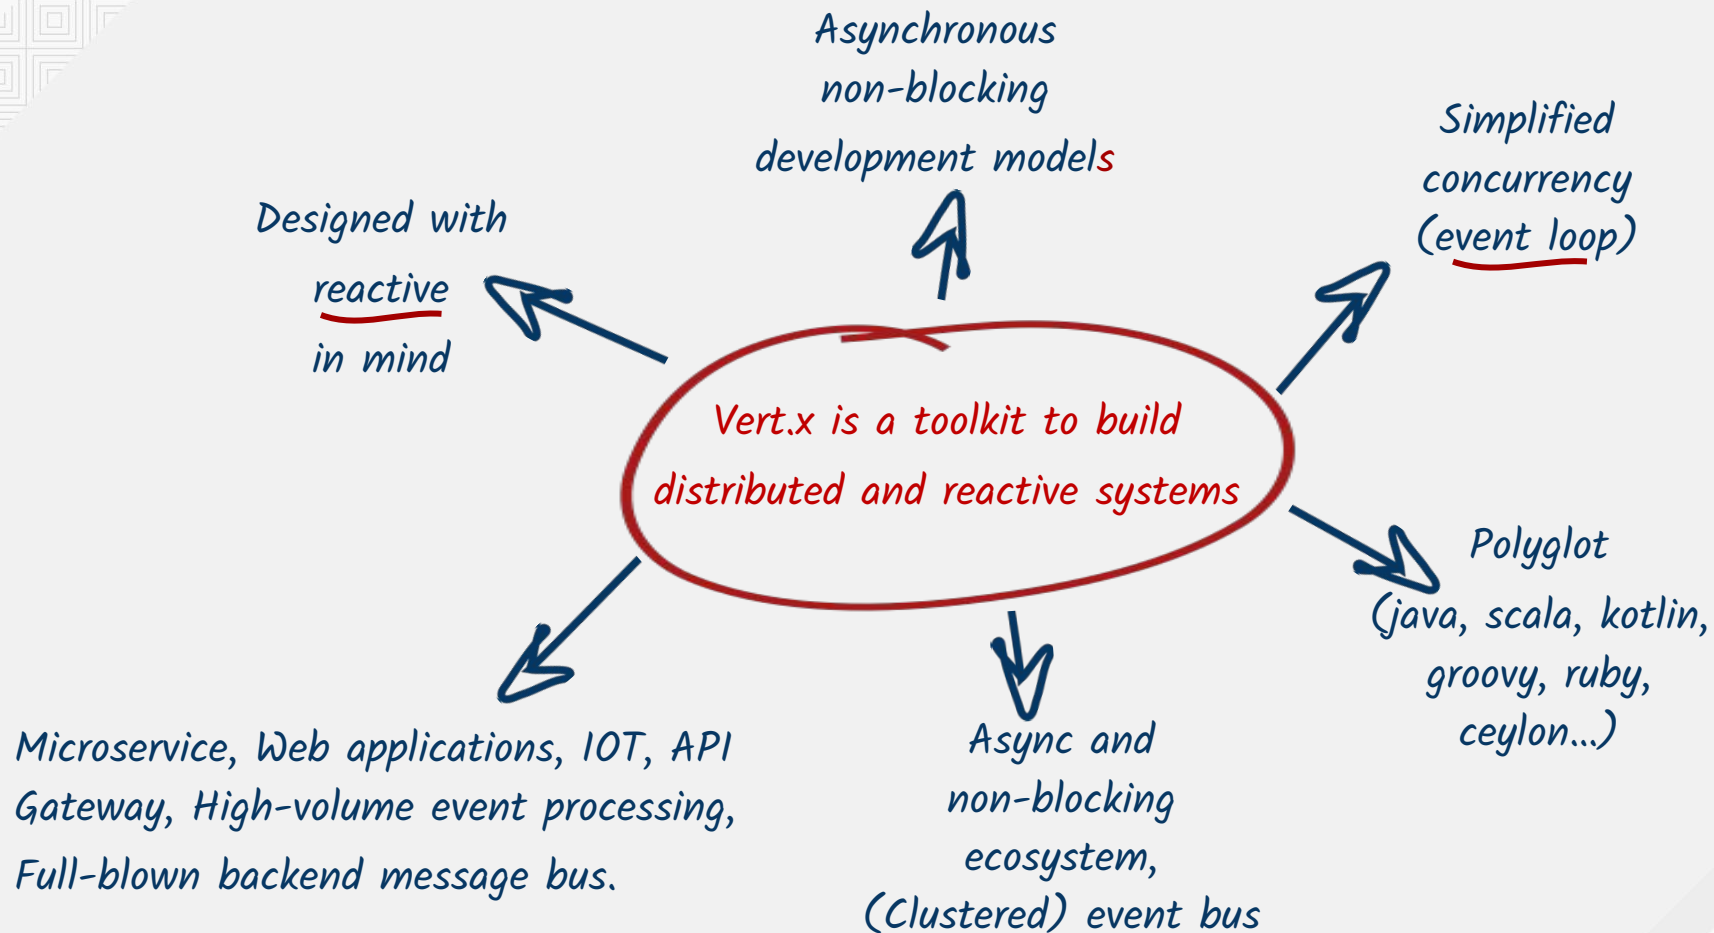 Asynchronous
non-blocking
development models
Simplified
concurrency
(event loop)
Designed with
reactive
in mind
Vert.x is a toolkit to build
distributed and reactive systems
Polyglot
(java, scala, kotlin,
groovy, ruby,
ceylon...)
Microservice, Web applications, IOT, API
Gateway, High-volume event processing,
Full-blown backend message bus.
Async and
non-blocking
ecosystem,
(Clustered) event bus